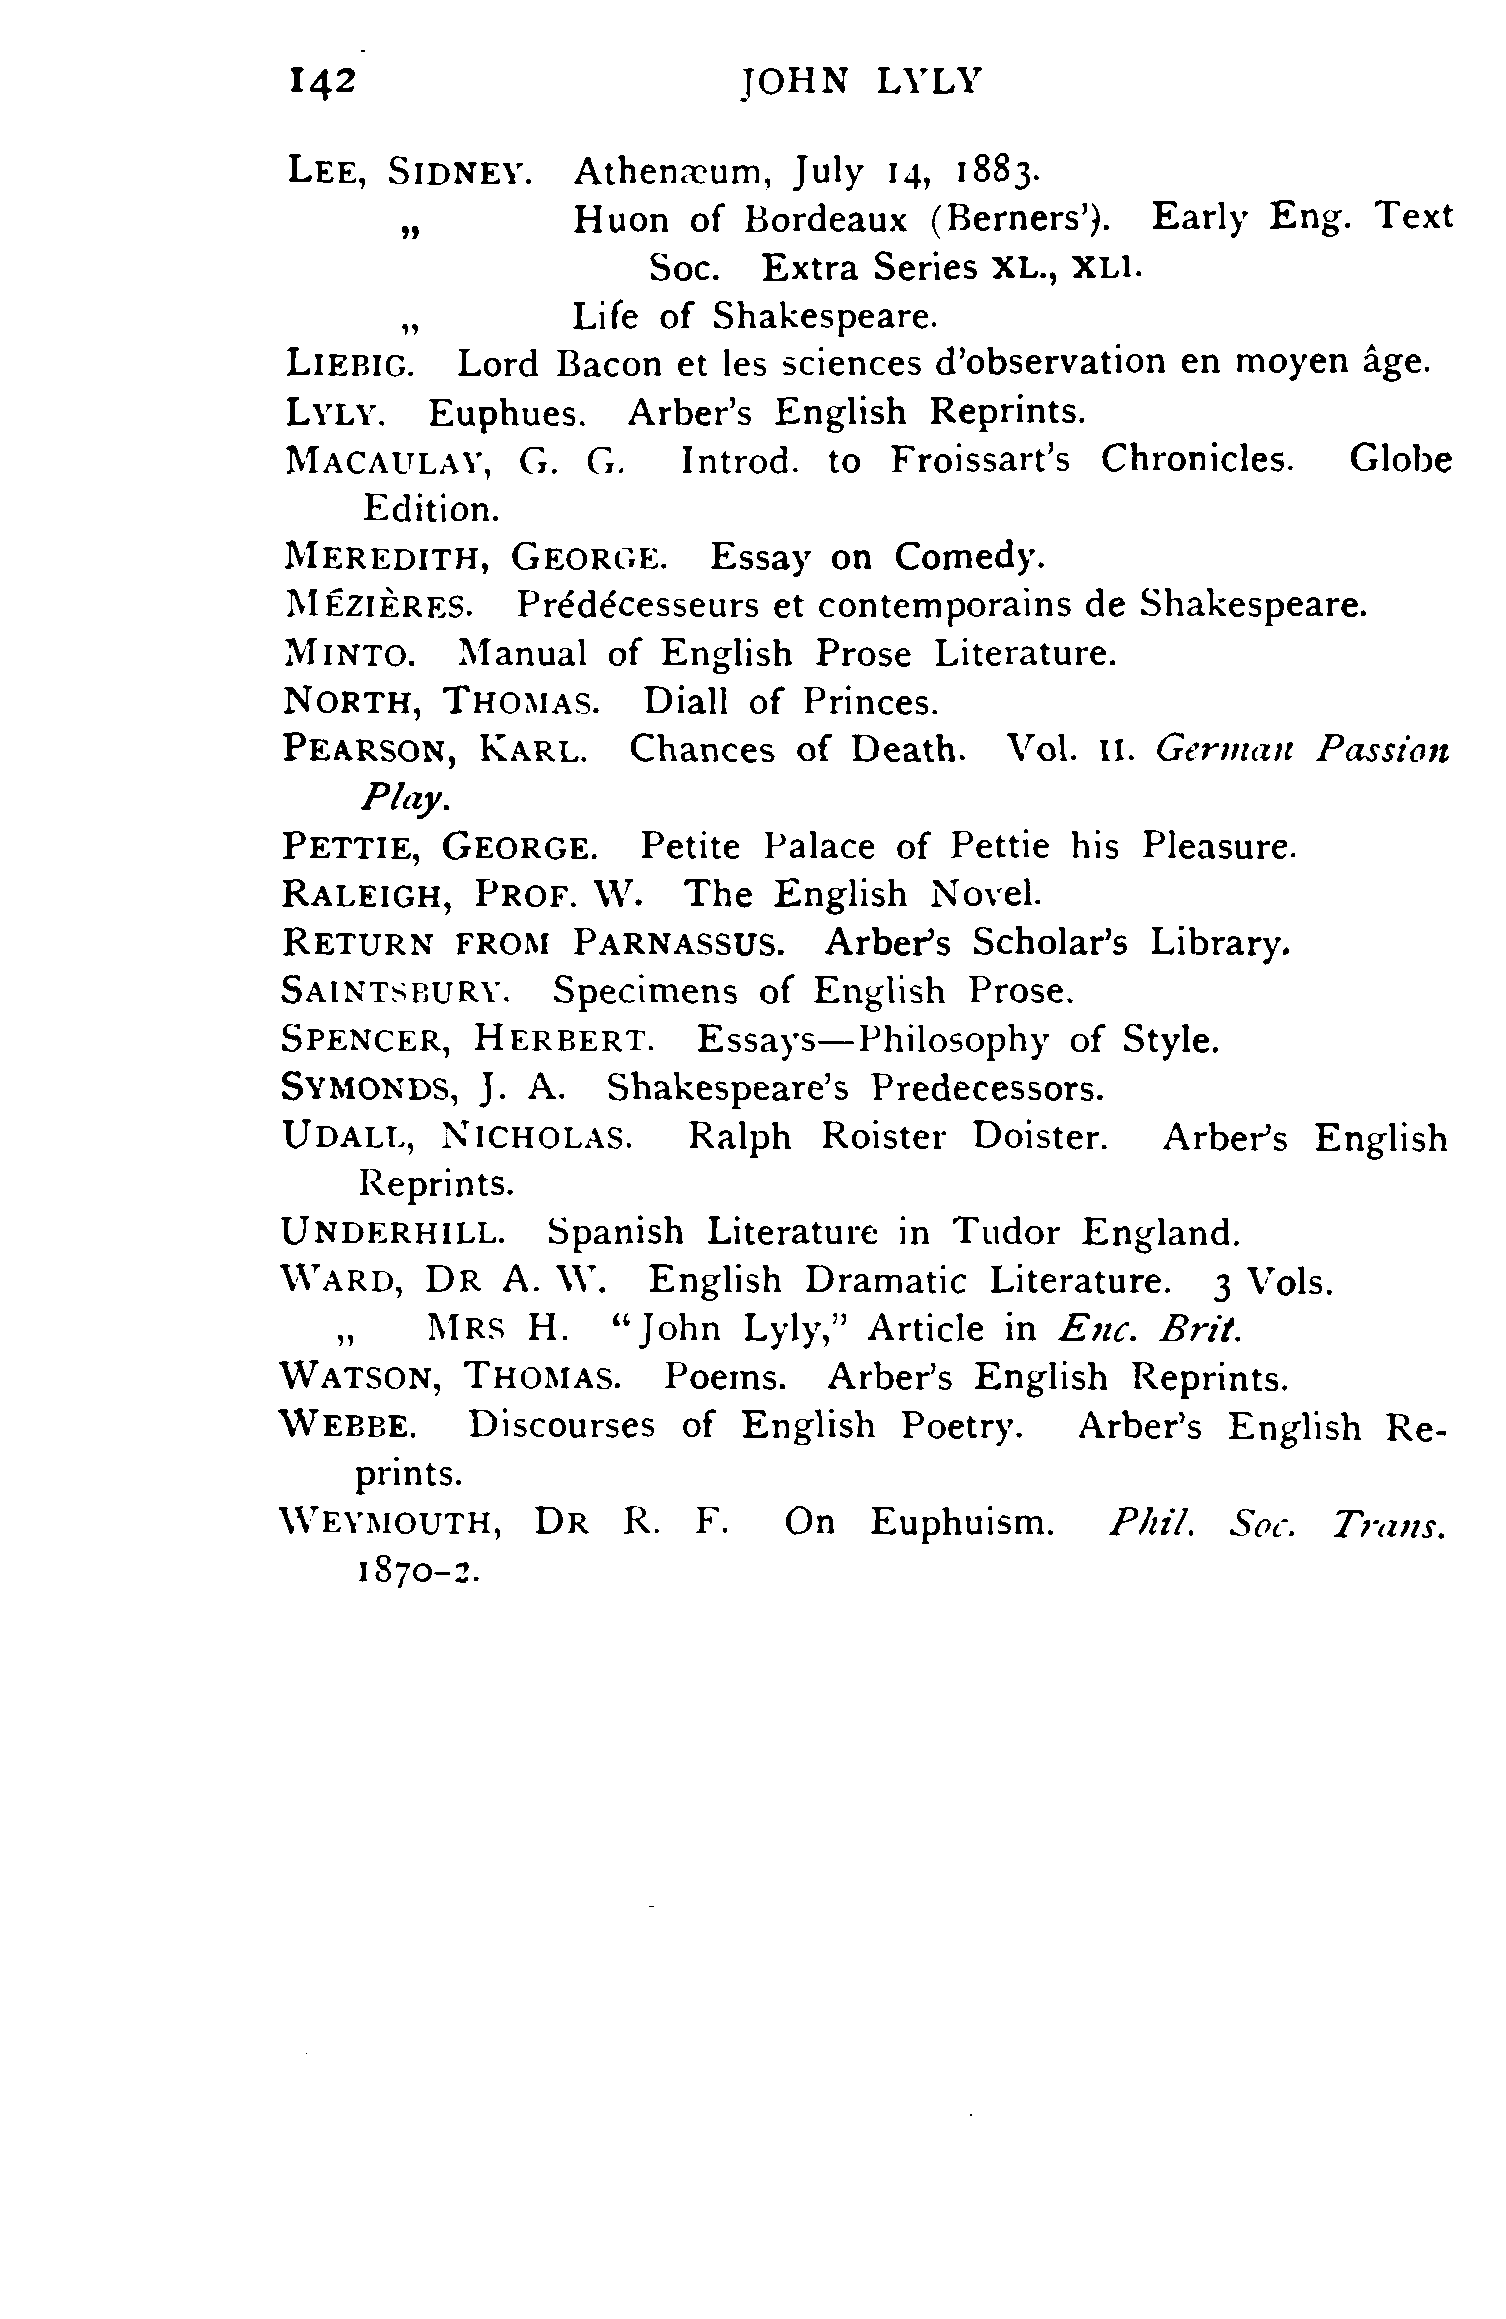 142 JOHN LYLY
LEE, SIDNEY. Athenæum, July 14, 1883.
„ Huon of Bordeaux (Berners'). Early Eng. Text
Soc. Extra Series XL., XLI.
„ Life of Shakespeare.
LIEBIG. Lord Bacon et les sciences d'observation en moyen âge.
LYLY. Euphues. Arber's English Reprints.
MACAULAY, G. G. Introd. to Froissart's Chronicles. Globe
Edition.
MEREDITH, GEORGE. Essay on Comedy.
MÉZIÈRES. Prédécesseurs et contemporains de Shakespeare.
MINTO. Manual of English Prose Literature.
NORTH, THOMAS. Diall of Princes.
PEARSON, KARL. Chances of Death. Vol. II. German Passion
Play.
PETTIE, GEORGE. Petite Palace of Pettie his Pleasure.
RALEIGH, PROF. W. The English Novel.
RETURN FROM PARNASSUS. Arber's Scholar's Library.
SAINTSBURY. Specimens of English Prose.
SPENCER, HERBERT. Essays—Philosophy of Style.
SYMONDS, J. A. Shakespeare's Predecessors.
UDALL, NICHOLAS. Ralph Roister Doister. Arber's English
Reprints.
UNDERHILL. Spanish Literature in Tudor England.
WARD, DR A. W. English Dramatic Literature. 3 Vols.
„ MRS H. "John Lyly," Article in Enc. Brit.
WATSON, THOMAS. Poems. Arber's English Reprints.
WEBBE. Discourses of English Poetry. Arber's English Re-
prints.
WEYMOUTH, DR R. F. On Euphuism. Phil. Soc. Trans.
1870–2.